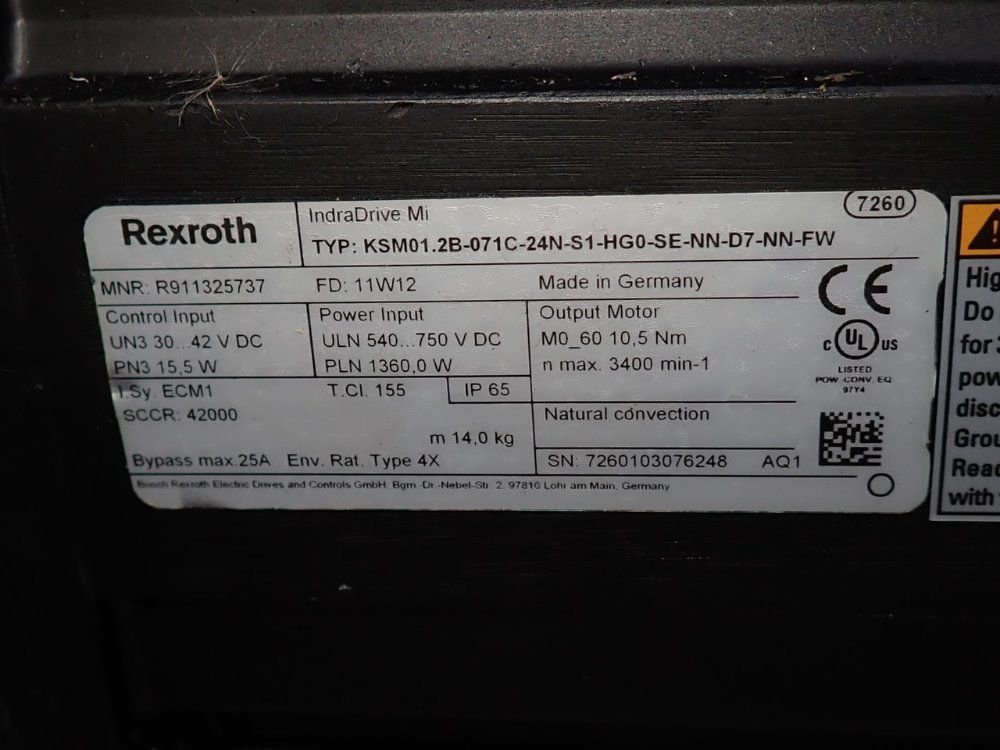 7260
Rexroth
IndraDrive Mi
TYP: KSM01.2B-071C-24N-S1-HG0-SE-NN-D7-NN-FW
MNR: R911325737 FD: 11W12 Made in Germany
Control Input
UN3 30...42 V DC
PN3 15,5 W
Power Input
ULN 540...750 V DC
PLN 1360,0 W
Output Motor
M0_60 10,5 Nm
n max. 3400 min-1
CE
C UL US
LISTED
POW. CONV. EQ.
97Y4
I.Sy. ECM1 T.Cl. 155 IP 65
SCCR: 42000
m 14,0 kg
Bypass max.25A Env. Rat. Type 4X
Natural convection
SN: 7260103076248 AQ1
Bosch Rexroth Electric Drives and Controls GmbH, Bgm.-Dr.-Nebel-Str. 2, 97816 Lohr am Main, Germany
Hig
Do
for
pow
disc
Grou
Read
with